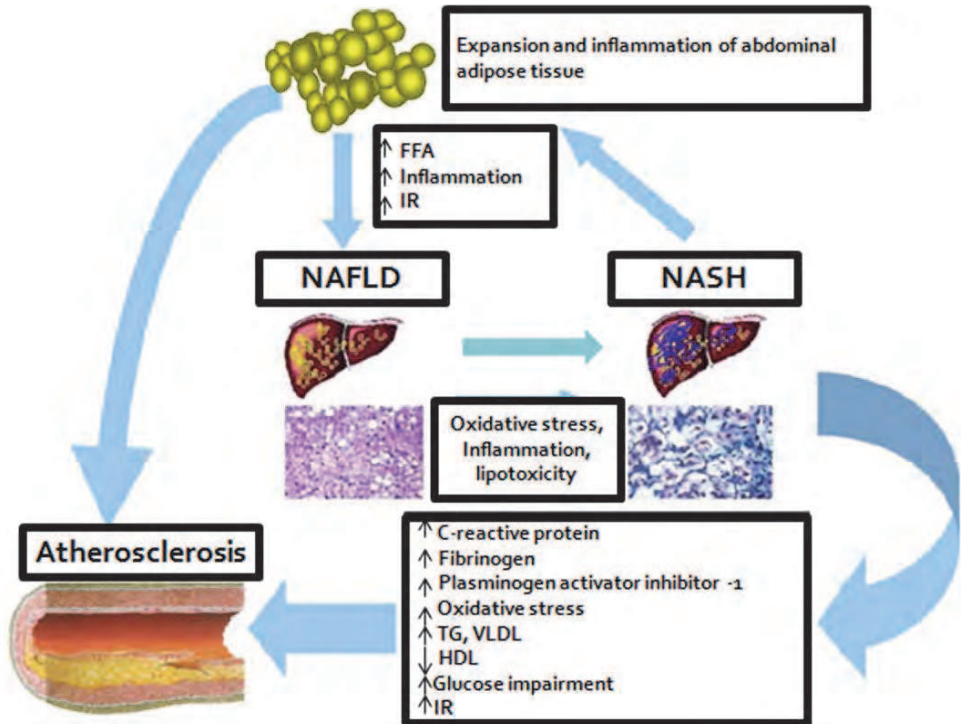 Expansion and inflammation of abdominal
adipose tissue
↑ FFA
↑ Inflammation
↑ IR
NAFLD
NASH
Oxidative stress,
Inflammation,
lipotoxicity
Atherosclerosis
↑ C-reactive protein
↑ Fibrinogen
↑ Plasminogen activator inhibitor -1
↑ Oxidative stress
↑ TG, VLDL
↓ HDL
↑ Glucose impairment
↑ IR